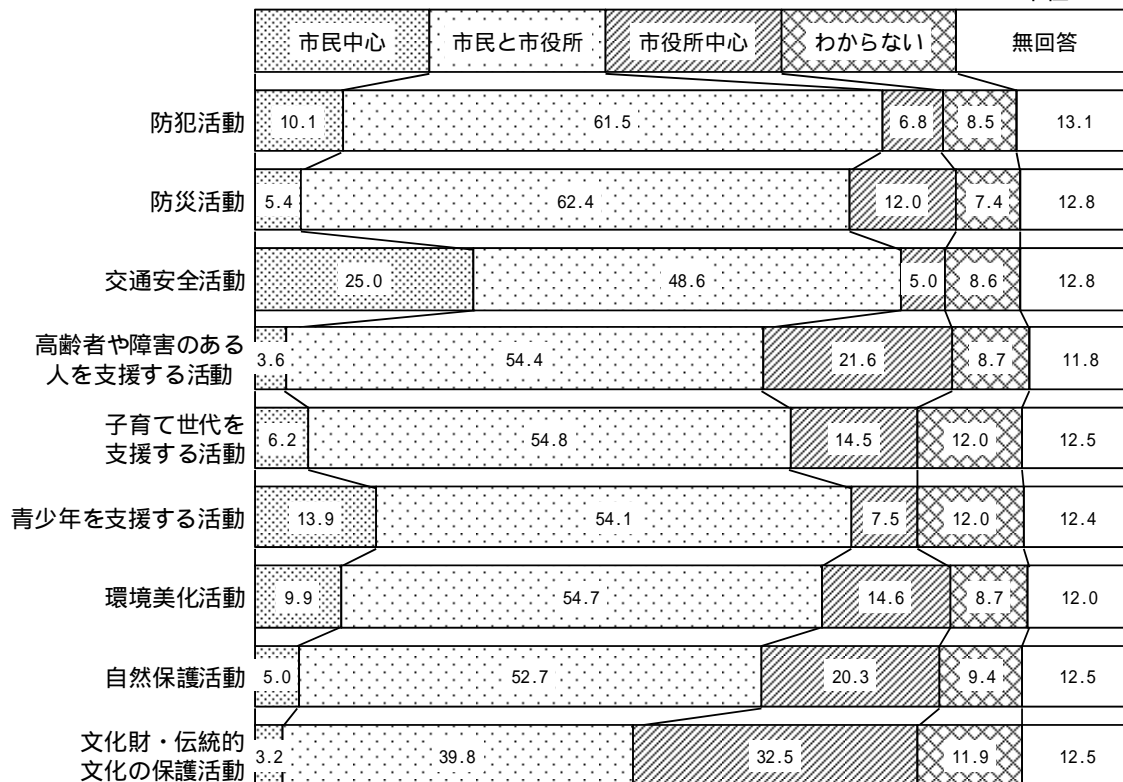 市民中心 市民と市役所 市役所中心 わからない 無回答
防犯活動 10.1 61.5 6.8 8.5 13.1
防災活動 5.4 62.4 12.0 7.4 12.8
交通安全活動 25.0 48.6 5.0 8.6 12.8
高齢者や障害のある
人を支援する活動 3.6 54.4 21.6 8.7 11.8
子育て世代を
支援する活動 6.2 54.8 14.5 12.0 12.5
青少年を支援する活動 13.9 54.1 7.5 12.0 12.4
環境美化活動 9.9 54.7 14.6 8.7 12.0
自然保護活動 5.0 52.7 20.3 9.4 12.5
文化財・伝統的
文化の保護活動 3.2 39.8 32.5 11.9 12.5